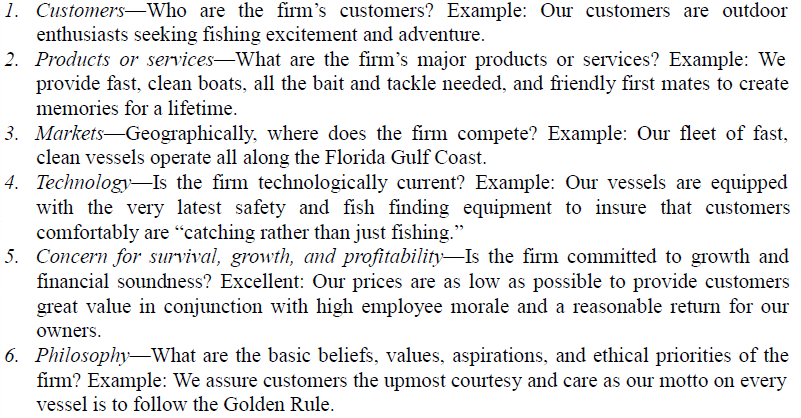 1. Customers—Who are the firm’s customers? Example: Our customers are outdoor
enthusiasts seeking fishing excitement and adventure.
2. Products or services—What are the firm’s major products or services? Example: We
provide fast, clean boats, all the bait and tackle needed, and friendly first mates to create
memories for a lifetime.
3. Markets—Geographically, where does the firm compete? Example: Our fleet of fast,
clean vessels operate all along the Florida Gulf Coast.
4. Technology—Is the firm technologically current? Example: Our vessels are equipped
with the very latest safety and fish finding equipment to insure that customers
comfortably are “catching rather than just fishing.”
5. Concern for survival, growth, and profitability—Is the firm committed to growth and
financial soundness? Excellent: Our prices are as low as possible to provide customers
great value in conjunction with high employee morale and a reasonable return for our
owners.
6. Philosophy—What are the basic beliefs, values, aspirations, and ethical priorities of the
firm? Example: We assure customers the upmost courtesy and care as our motto on every
vessel is to follow the Golden Rule.